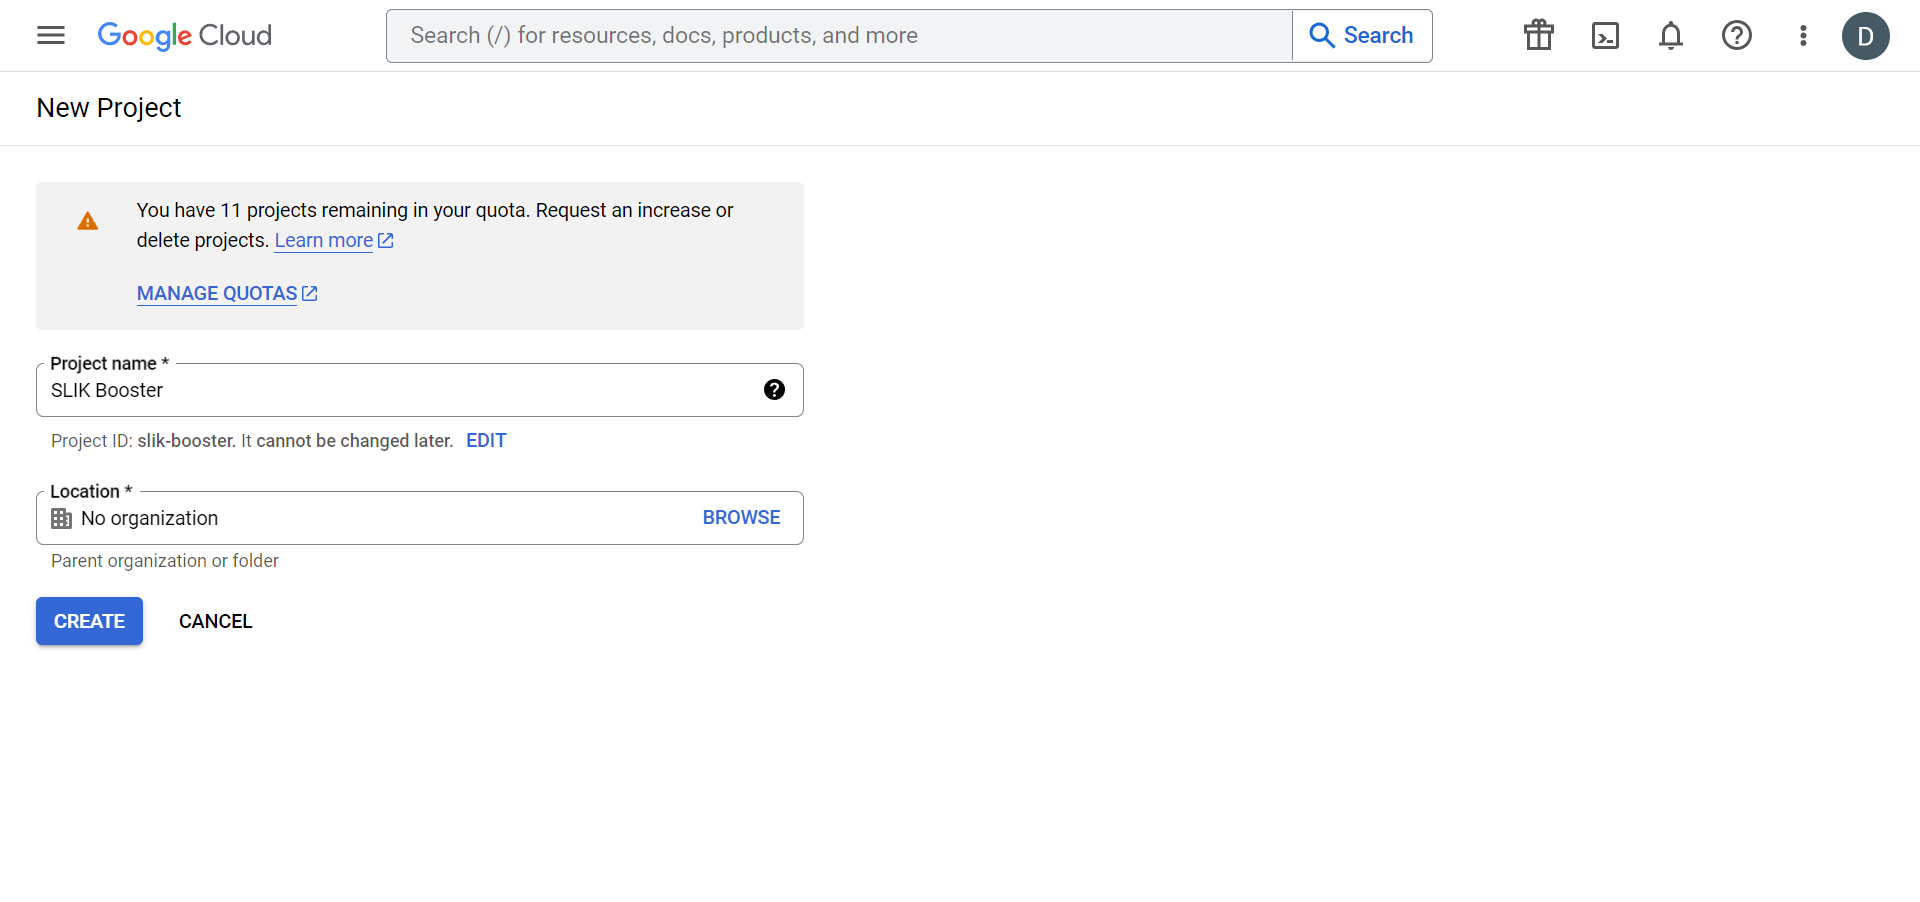 Google Cloud
Search (/) for resources, docs, products, and more
Search
D
New Project
You have 11 projects remaining in your quota. Request an increase or
delete projects. Learn more
MANAGE QUOTAS
Project name *
SLIK Booster
Project ID: slik-booster. It cannot be changed later. EDIT
Location *
No organization
BROWSE
Parent organization or folder
CREATE
CANCEL